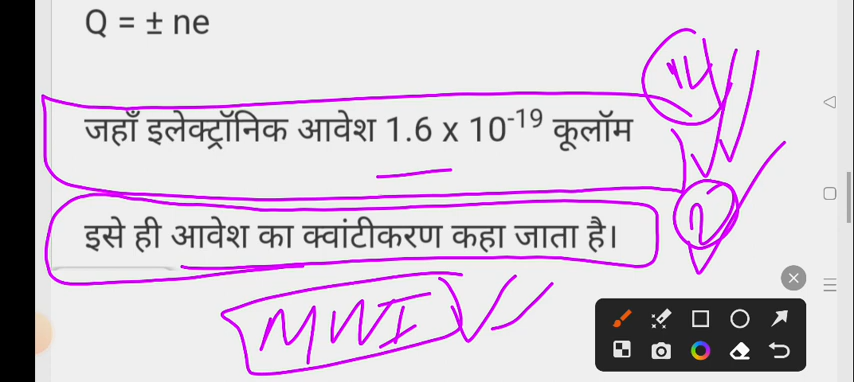 Q = ± ne
जहाँ इलेक्ट्रॉनिक आवेश 1.6 x 10⁻¹⁹ कूलॉम
इसे ही आवेश का क्वांटीकरण कहा जाता है।
MWI